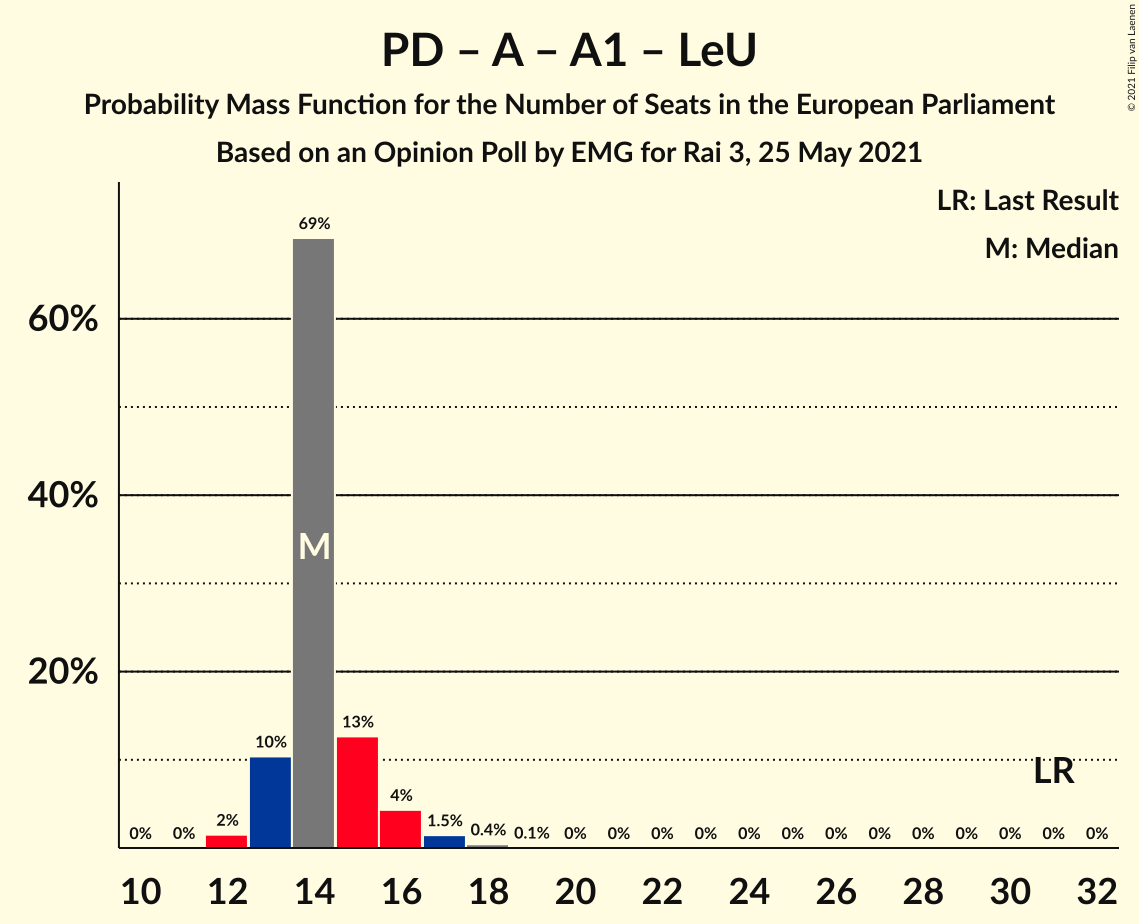 PD – A – A1 – LeU
Probability Mass Function for the Number of Seats in the European Parliament
Based on an Opinion Poll by EMG for Rai 3, 25 May 2021
© 2021 Filip van Laenen
LR: Last Result
M: Median
60%
40%
20%
0% 0% 2% 10% 69% 13% 4% 1.5% 0.4% 0.1% 0% 0% 0% 0% 0% 0% 0% 0% 0% 0% 0% 0% 0%
M
LR
10 12 14 16 18 20 22 24 26 28 30 32